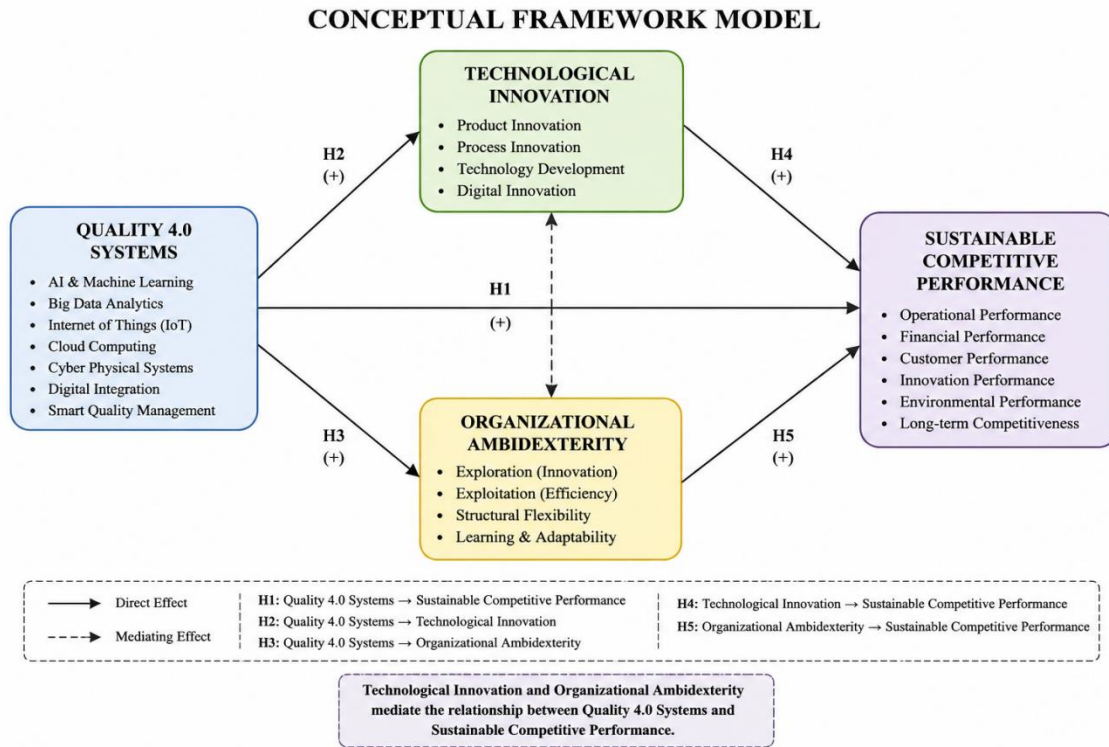 CONCEPTUAL FRAMEWORK MODEL
TECHNOLOGICAL
INNOVATION
• Product Innovation
• Process Innovation
• Technology Development
• Digital Innovation
H2
(+)
H4
(+)
QUALITY 4.0
SYSTEMS
• AI & Machine Learning
• Big Data Analytics
• Internet of Things (IoT)
• Cloud Computing
• Cyber Physical Systems
• Digital Integration
• Smart Quality Management
H1
(+)
SUSTAINABLE
COMPETITIVE
PERFORMANCE
• Operational Performance
• Financial Performance
• Customer Performance
• Innovation Performance
• Environmental Performance
• Long-term Competitiveness
H3
(+)
ORGANIZATIONAL
AMBIDEXTERITY
• Exploration (Innovation)
• Exploitation (Efficiency)
• Structural Flexibility
• Learning & Adaptability
H5
(+)
Direct Effect
Mediating Effect
H1: Quality 4.0 Systems → Sustainable Competitive Performance
H2: Quality 4.0 Systems → Technological Innovation
H3: Quality 4.0 Systems → Organizational Ambidexterity
H4: Technological Innovation → Sustainable Competitive Performance
H5: Organizational Ambidexterity → Sustainable Competitive Performance
Technological Innovation and Organizational Ambidexterity
mediate the relationship between Quality 4.0 Systems and
Sustainable Competitive Performance.